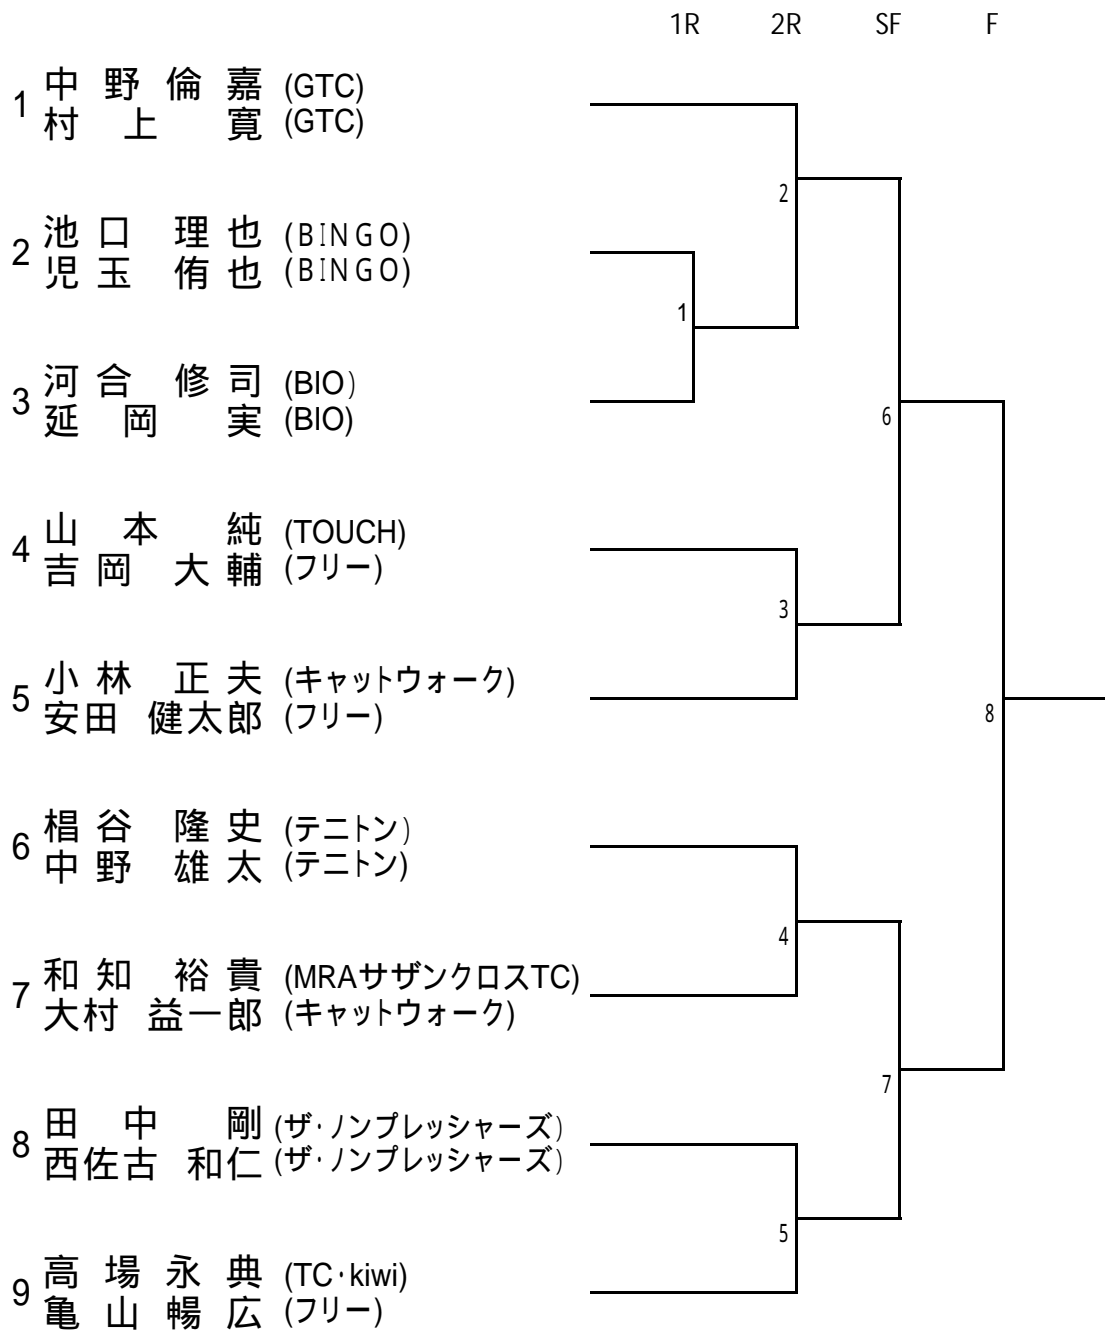 1R 2R SF F
1 中野倫嘉 (GTC)
村上 寛 (GTC)
2
2 池口 理也 (BINGO)
児玉 侑也 (BINGO)
1
3 河合 修司 (BIO)
延岡 実 (BIO)
6
4 山本 純 (TOUCH)
吉岡 大輔 (フリー)
3
5 小林 正夫 (キャットウォーク)
安田 健太郎 (フリー)
8
6 椙谷 隆史 (テニトン)
中野 雄太 (テニトン)
4
7 和知 裕貴 (MRAサザンクロスTC)
大村 益一郎 (キャットウォーク)
7
8 田中 剛 (ザ・ノンプレッシャーズ)
西佐古 和仁 (ザ・ノンプレッシャーズ)
5
9 高場永典 (TC・kiwi)
亀山暢広 (フリー)